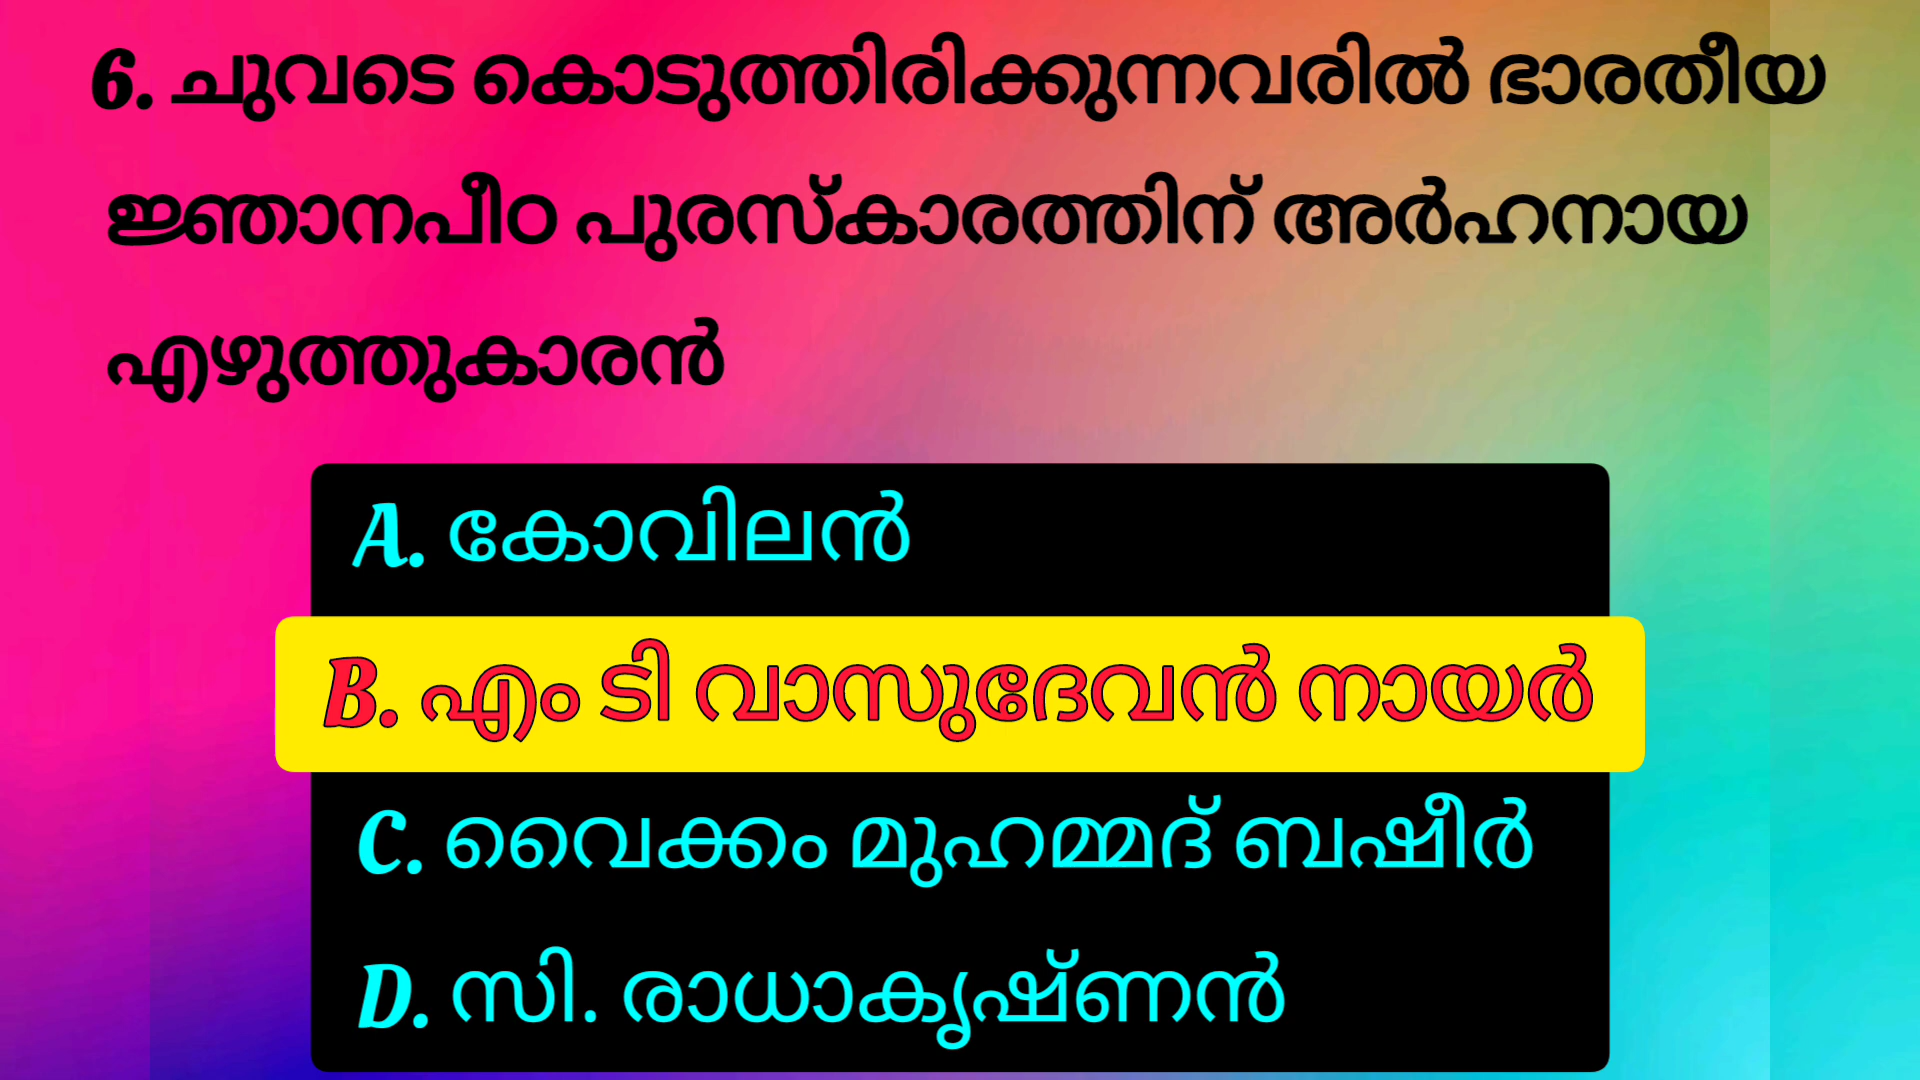 6. ചുവടെ കൊടുത്തിരിക്കുന്നവരിൽ ഭാരതീയ
ജ്ഞാനപീഠ പുരസ്കാരത്തിന് അർഹനായ
എഴുത്തുകാരൻ
A. കോവിലൻ
B. എം ടി വാസുദേവൻ നായർ
C. വൈക്കം മുഹമ്മദ് ബഷീർ
D. സി. രാധാകൃഷ്ണൻ